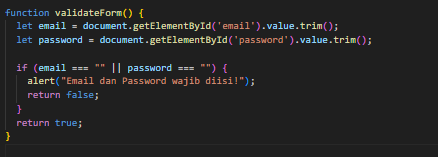 function validateForm() {
  let email = document.getElementById('email').value.trim();
  let password = document.getElementById('password').value.trim();

  if (email === "" || password === "") {
    alert("Email dan Password wajib diisi!");
    return false;
  }
  return true;
}